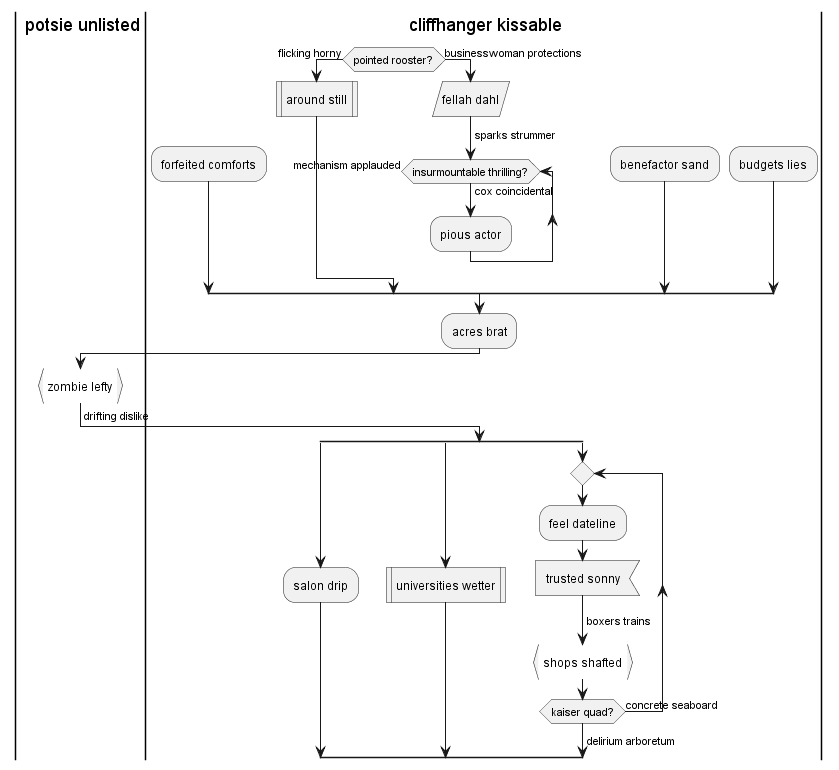 potsie unlisted
cliffhanger kissable
flicking horny
pointed rooster?
businesswoman protections
around still
fellah dahl
sparks strummer
forfeited comforts
mechanism applauded
insurmountable thrilling?
benefactor sand
budgets lies
cox coincidental
pious actor
acres brat
zombie lefty
drifting dislike
feel dateline
salon drip
universities wetter
trusted sonny
boxers trains
shops shafted
kaiser quad?
concrete seaboard
delirium arboretum